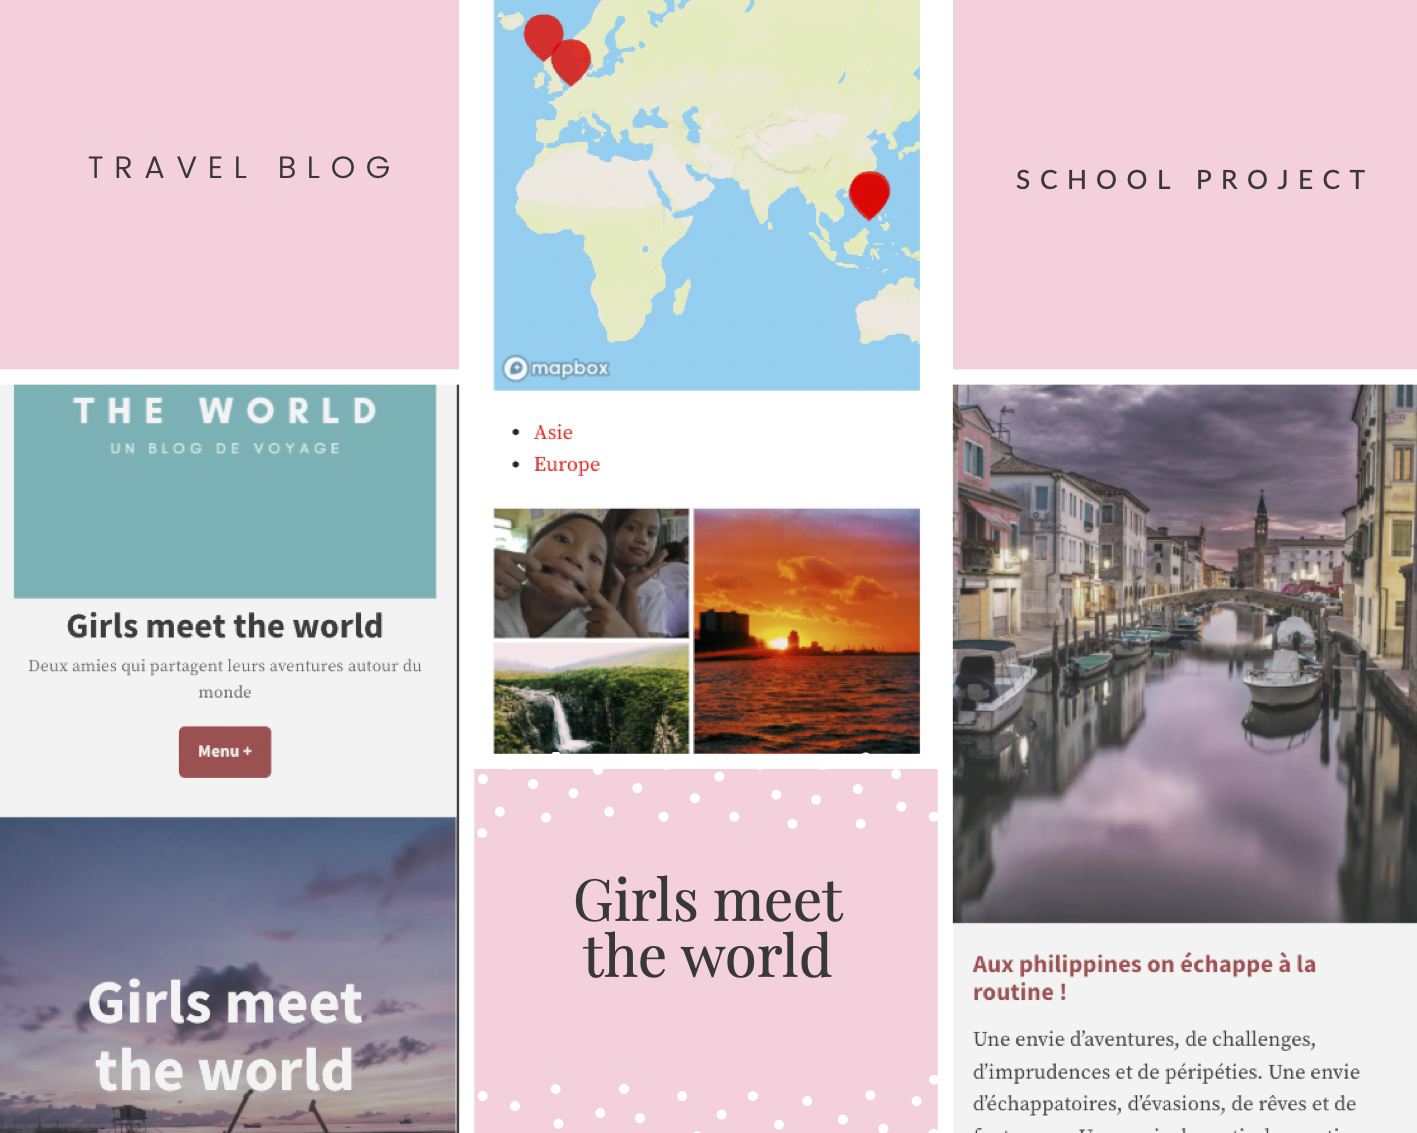 TRAVEL BLOG
THE WORLD
UN BLOG DE VOYAGE
Girls meet the world
Deux amies qui partagent leurs aventures autour du
monde
Menu +
Girls meet
the world
mapbox
Asie
Europe
Girls meet
the world
SCHOOL PROJECT
Aux philippines on échappe à la
routine !
Une envie d’aventures, de challenges,
d’imprudences et de péripéties. Une envie
d’échappatoires, d’évasions, de rêves et de